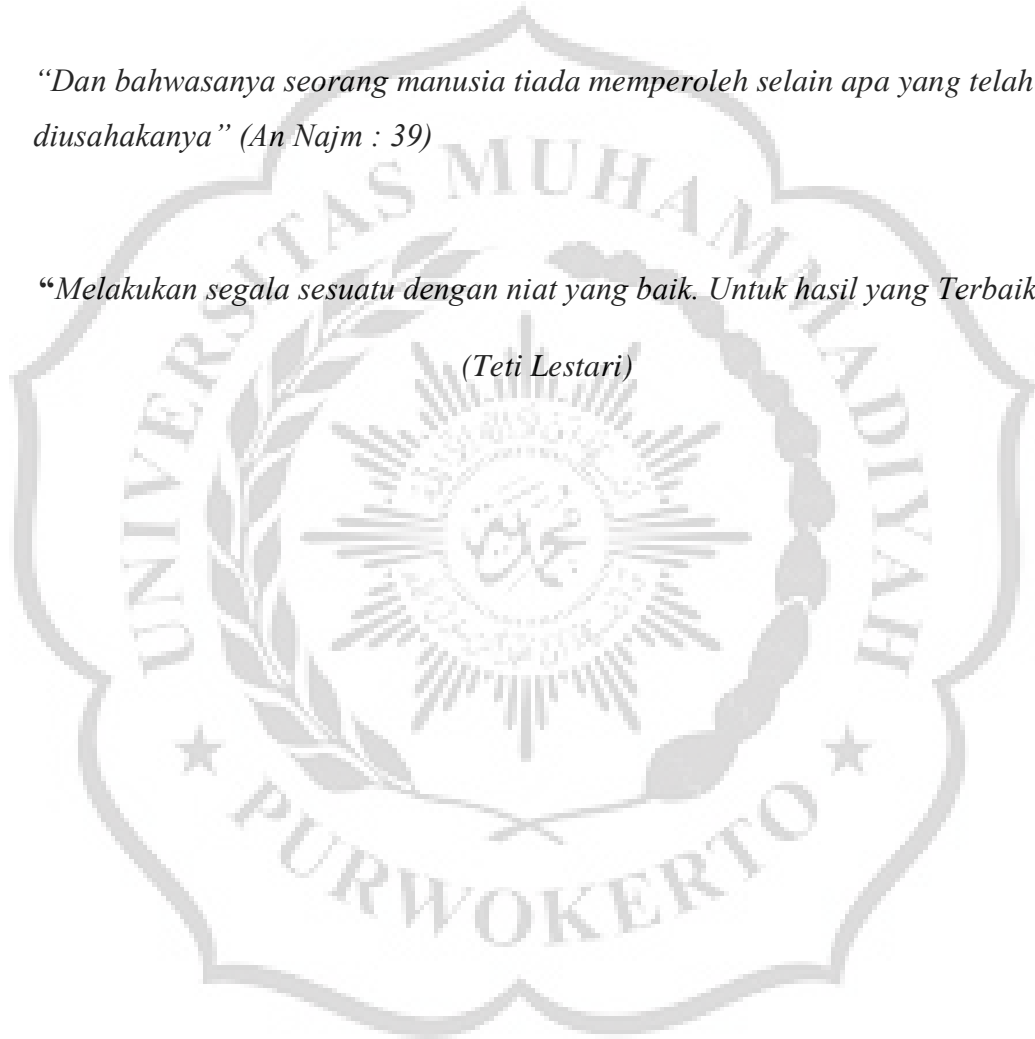 “Dan bahwasanya seorang manusia tiada memperoleh selain apa yang telah
diusahakanya” (An Najm : 39)
“Melakukan segala sesuatu dengan niat yang baik. Untuk hasil yang Terbaik
(Teti Lestari)
UNIVERSITAS MUHAMMADIYAH
PURWOKERTO